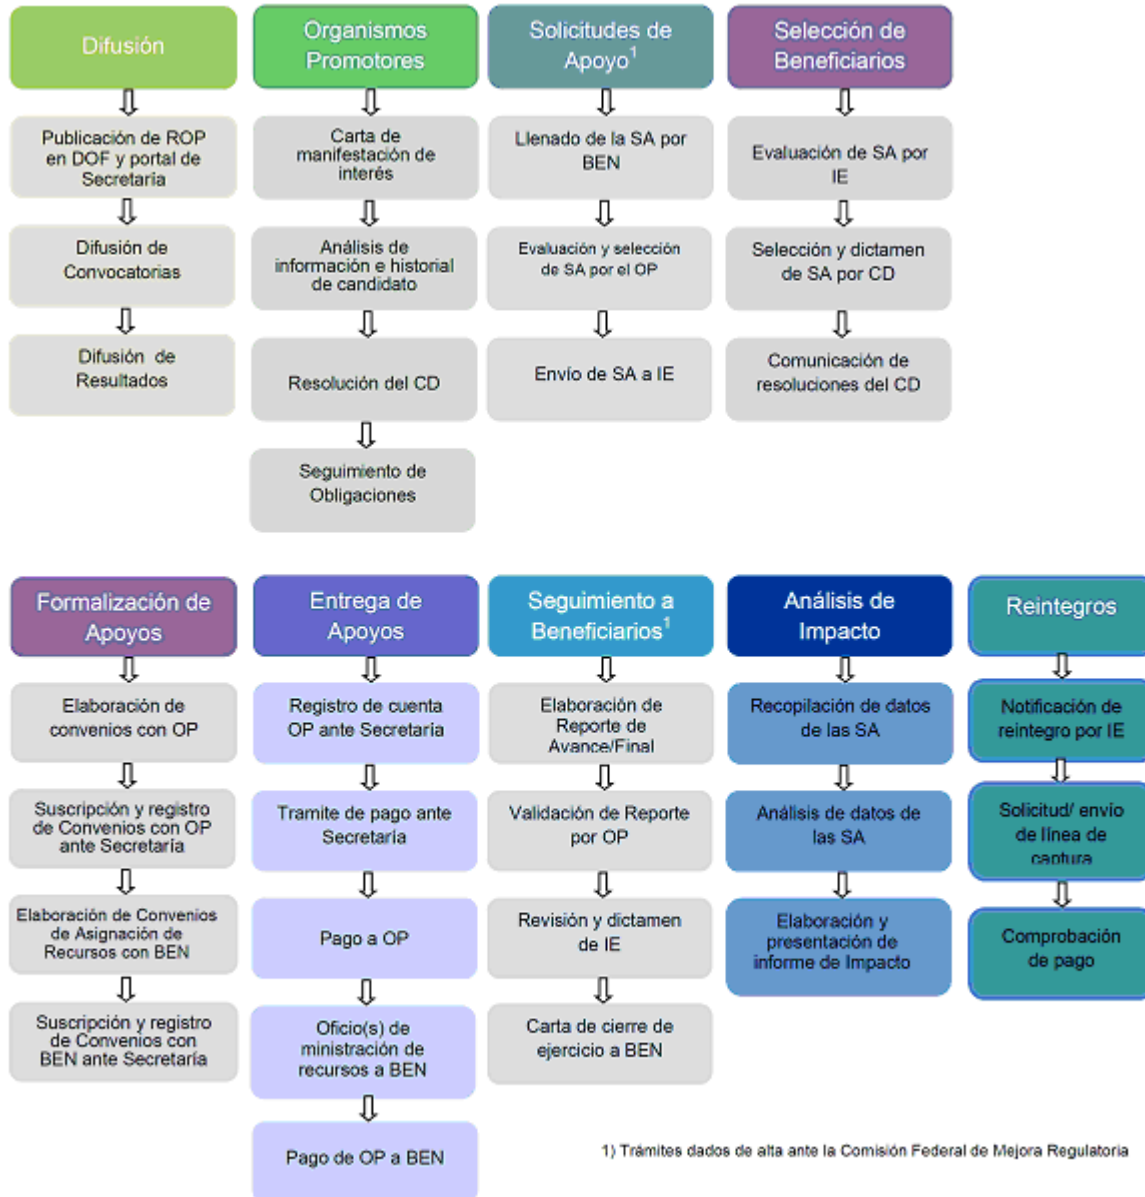 Difusión
Publicación de ROP
en DOF y portal de
Secretaría
Difusión de
Convocatorias
Difusión de
Resultados
Organismos
Promotores
Carta de
manifestación de
interés
Análisis de
información e historial
de candidato
Resolución del CD
Seguimiento de
Obligaciones
Solicitudes de
Apoyo1
Llenado de la SA por
BEN
Evaluación y selección
de SA por el OP
Envío de SA a IE
Selección de
Beneficiarios
Evaluación de SA por
IE
Selección y dictamen
de SA por CD
Comunicación de
resoluciones del CD
Formalización de
Apoyos
Elaboración de
convenios con OP
Suscripción y registro
de Convenios con OP
ante Secretaría
Elaboración de Convenios
de Asignación de
Recursos con BEN
Suscripción y registro
de Convenios con
BEN ante Secretaría
Entrega de
Apoyos
Registro de cuenta
OP ante Secretaría
Tramite de pago ante
Secretaría
Pago a OP
Oficio(s) de
ministración de
recursos a BEN
Pago de OP a BEN
Seguimiento a
Beneficiarios1
Elaboración de
Reporte de
Avance/Final
Validación de Reporte
por OP
Revisión y dictamen
de IE
Carta de cierre de
ejercicio a BEN
Análisis de
Impacto
Recopilación de datos
de las SA
Análisis de datos de
las SA
Elaboración y
presentación de
informe de Impacto
Reintegros
Notificación de
reintegro por IE
Solicitud/ envío
de línea de
captura
Comprobación
de pago
1) Trámites dados de alta ante la Comisión Federal de Mejora Regulatoria